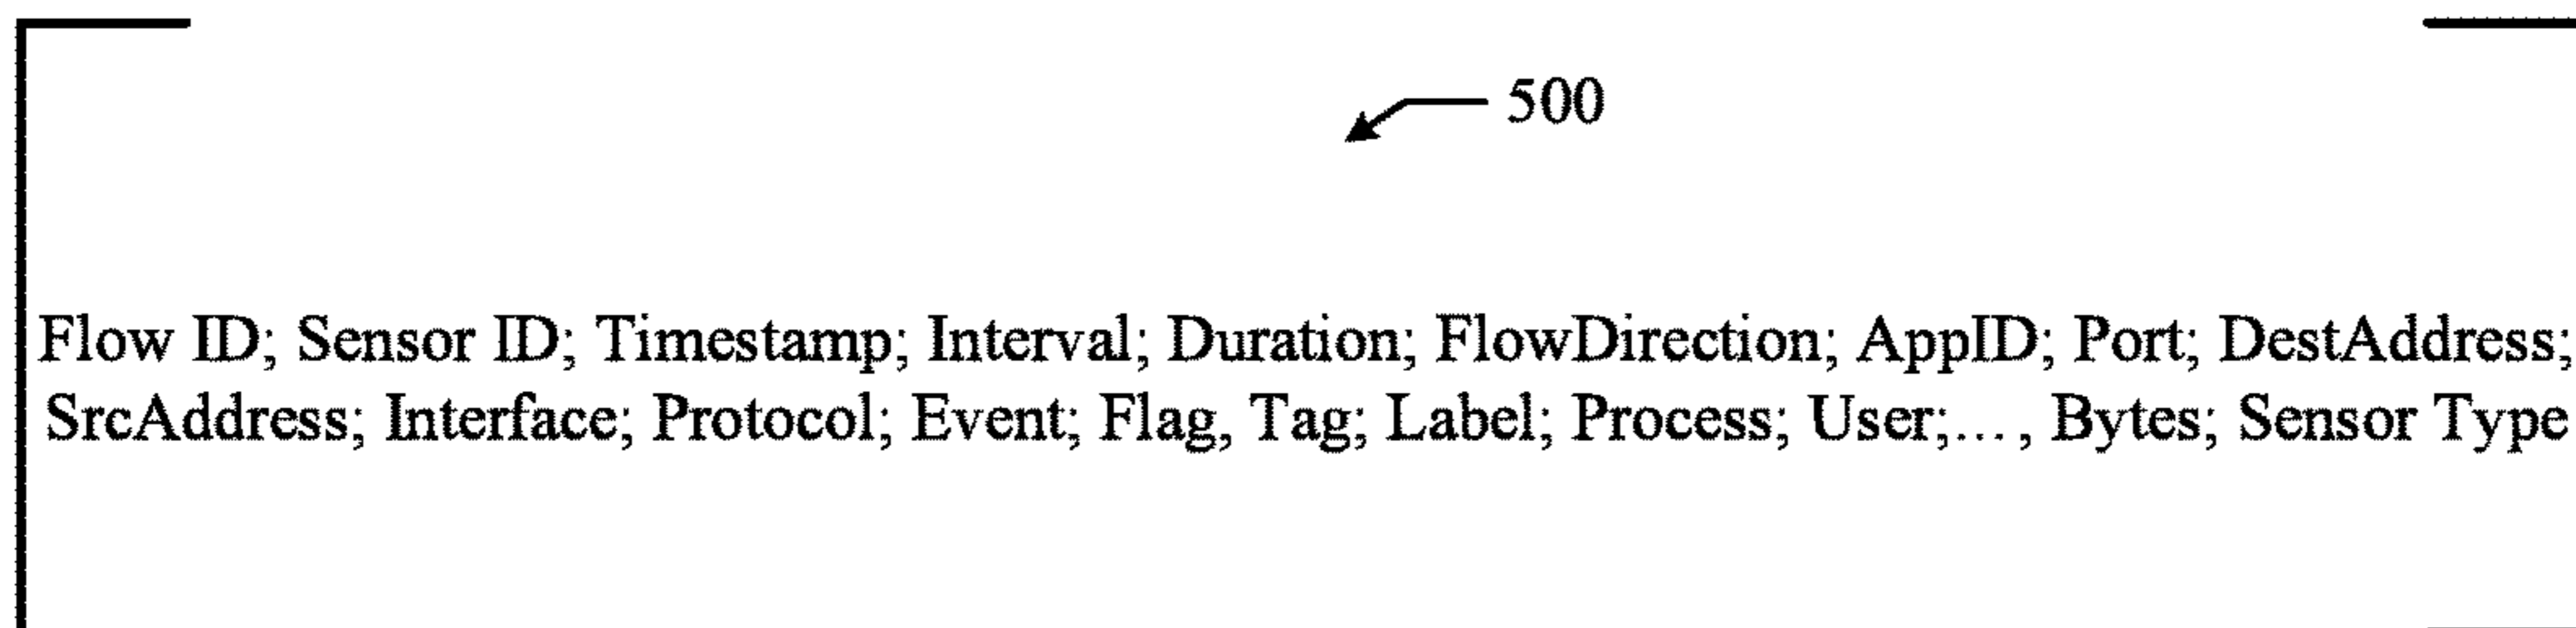 500
Flow ID; Sensor ID; Timestamp; Interval; Duration; FlowDirection; AppID; Port; DestAddress;
SrcAddress; Interface; Protocol; Event; Flag, Tag; Label; Process; User;..., Bytes; Sensor Type